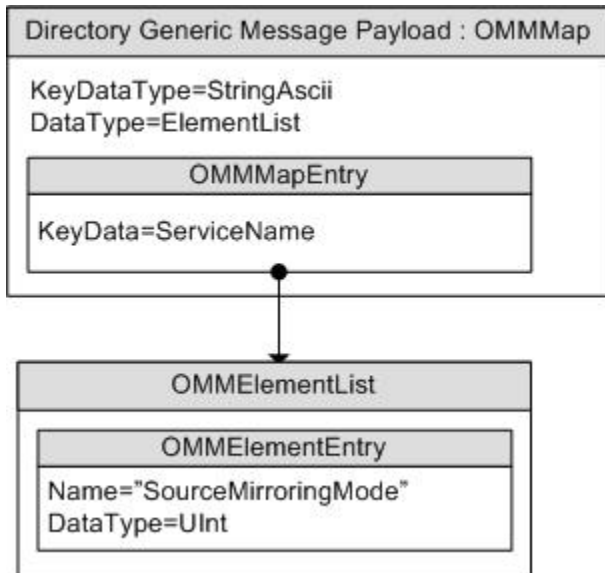 Directory Generic Message Payload : OMMMap
KeyDataType=StringAscii
DataType=ElementList
OMMMapEntry
KeyData=ServiceName
OMMElementList
OMMElementEntry
Name=”SourceMirroringMode”
DataType=UInt